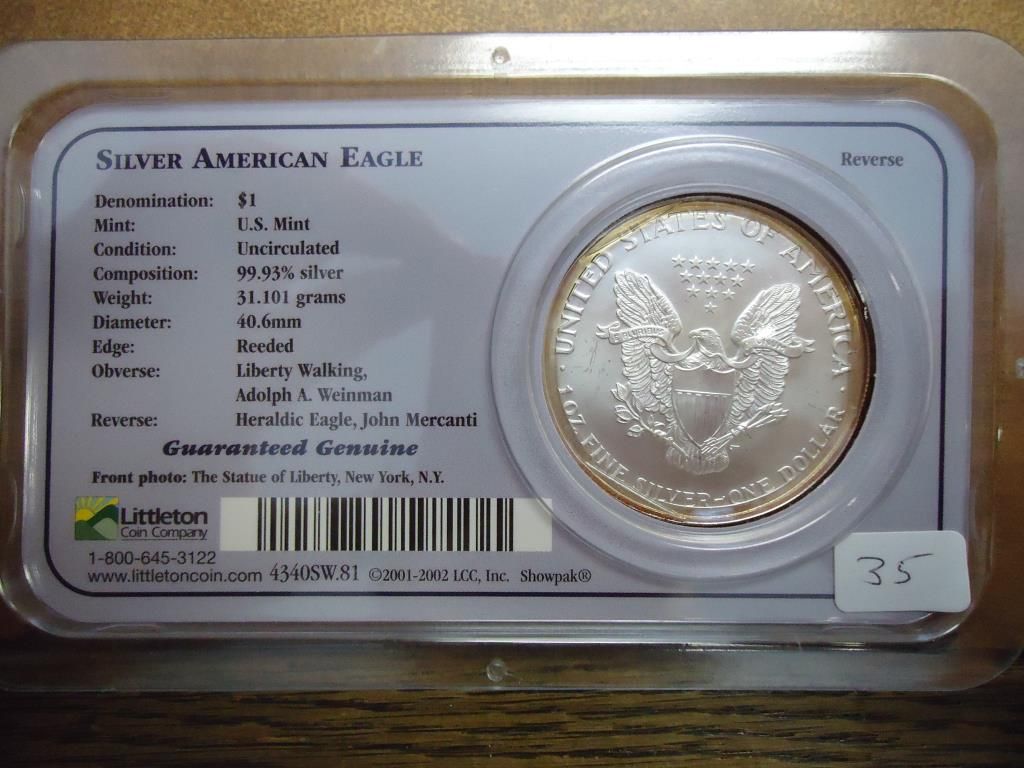 SILVER AMERICAN EAGLE
Reverse
Denomination: $1
Mint: U.S. Mint
Condition: Uncirculated
Composition: 99.93% silver
Weight: 31.101 grams
Diameter: 40.6mm
Edge: Reeded
Obverse: Liberty Walking,
Adolph A. Weinman
Reverse: Heraldic Eagle, John Mercanti
Guaranteed Genuine
Front photo: The Statue of Liberty, New York, N.Y.
Littleton
Coin Company
1-800-645-3122
www.littletoncoin.com 4340SW.81 ©2001-2002 LCC, Inc. Showpak®
UNITED STATES OF AMERICA
1 OZ. FINE SILVER-ONE DOLLAR
E PLURIBUS
35